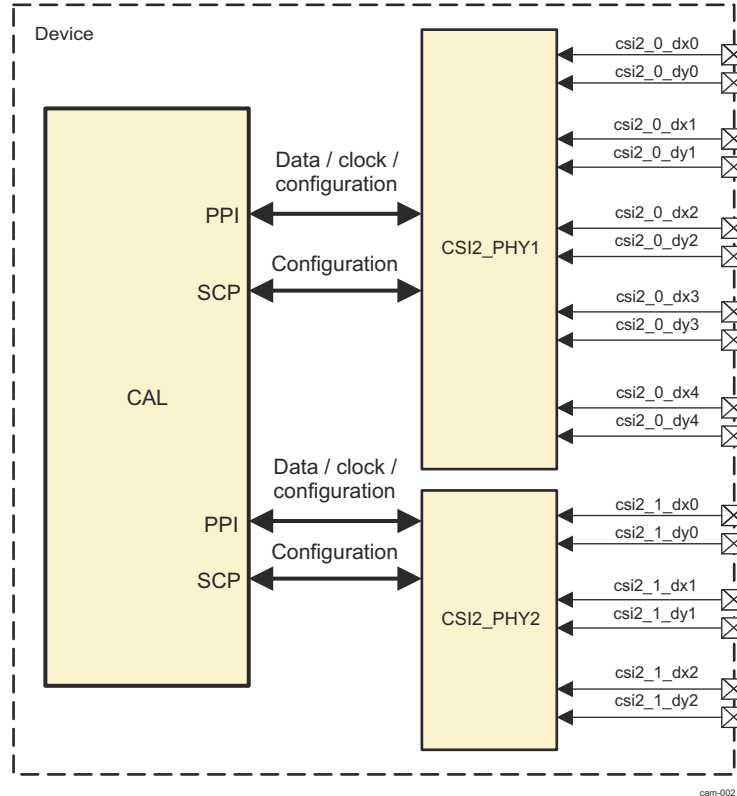 Device
CAL
PPI
SCP
PPI
SCP
Data / clock /
configuration
Configuration
Data / clock /
configuration
Configuration
CSI2_PHY1
CSI2_PHY2
csi2_0_dx0
csi2_0_dy0
csi2_0_dx1
csi2_0_dy1
csi2_0_dx2
csi2_0_dy2
csi2_0_dx3
csi2_0_dy3
csi2_0_dx4
csi2_0_dy4
csi2_1_dx0
csi2_1_dy0
csi2_1_dx1
csi2_1_dy1
csi2_1_dx2
csi2_1_dy2
cam-002